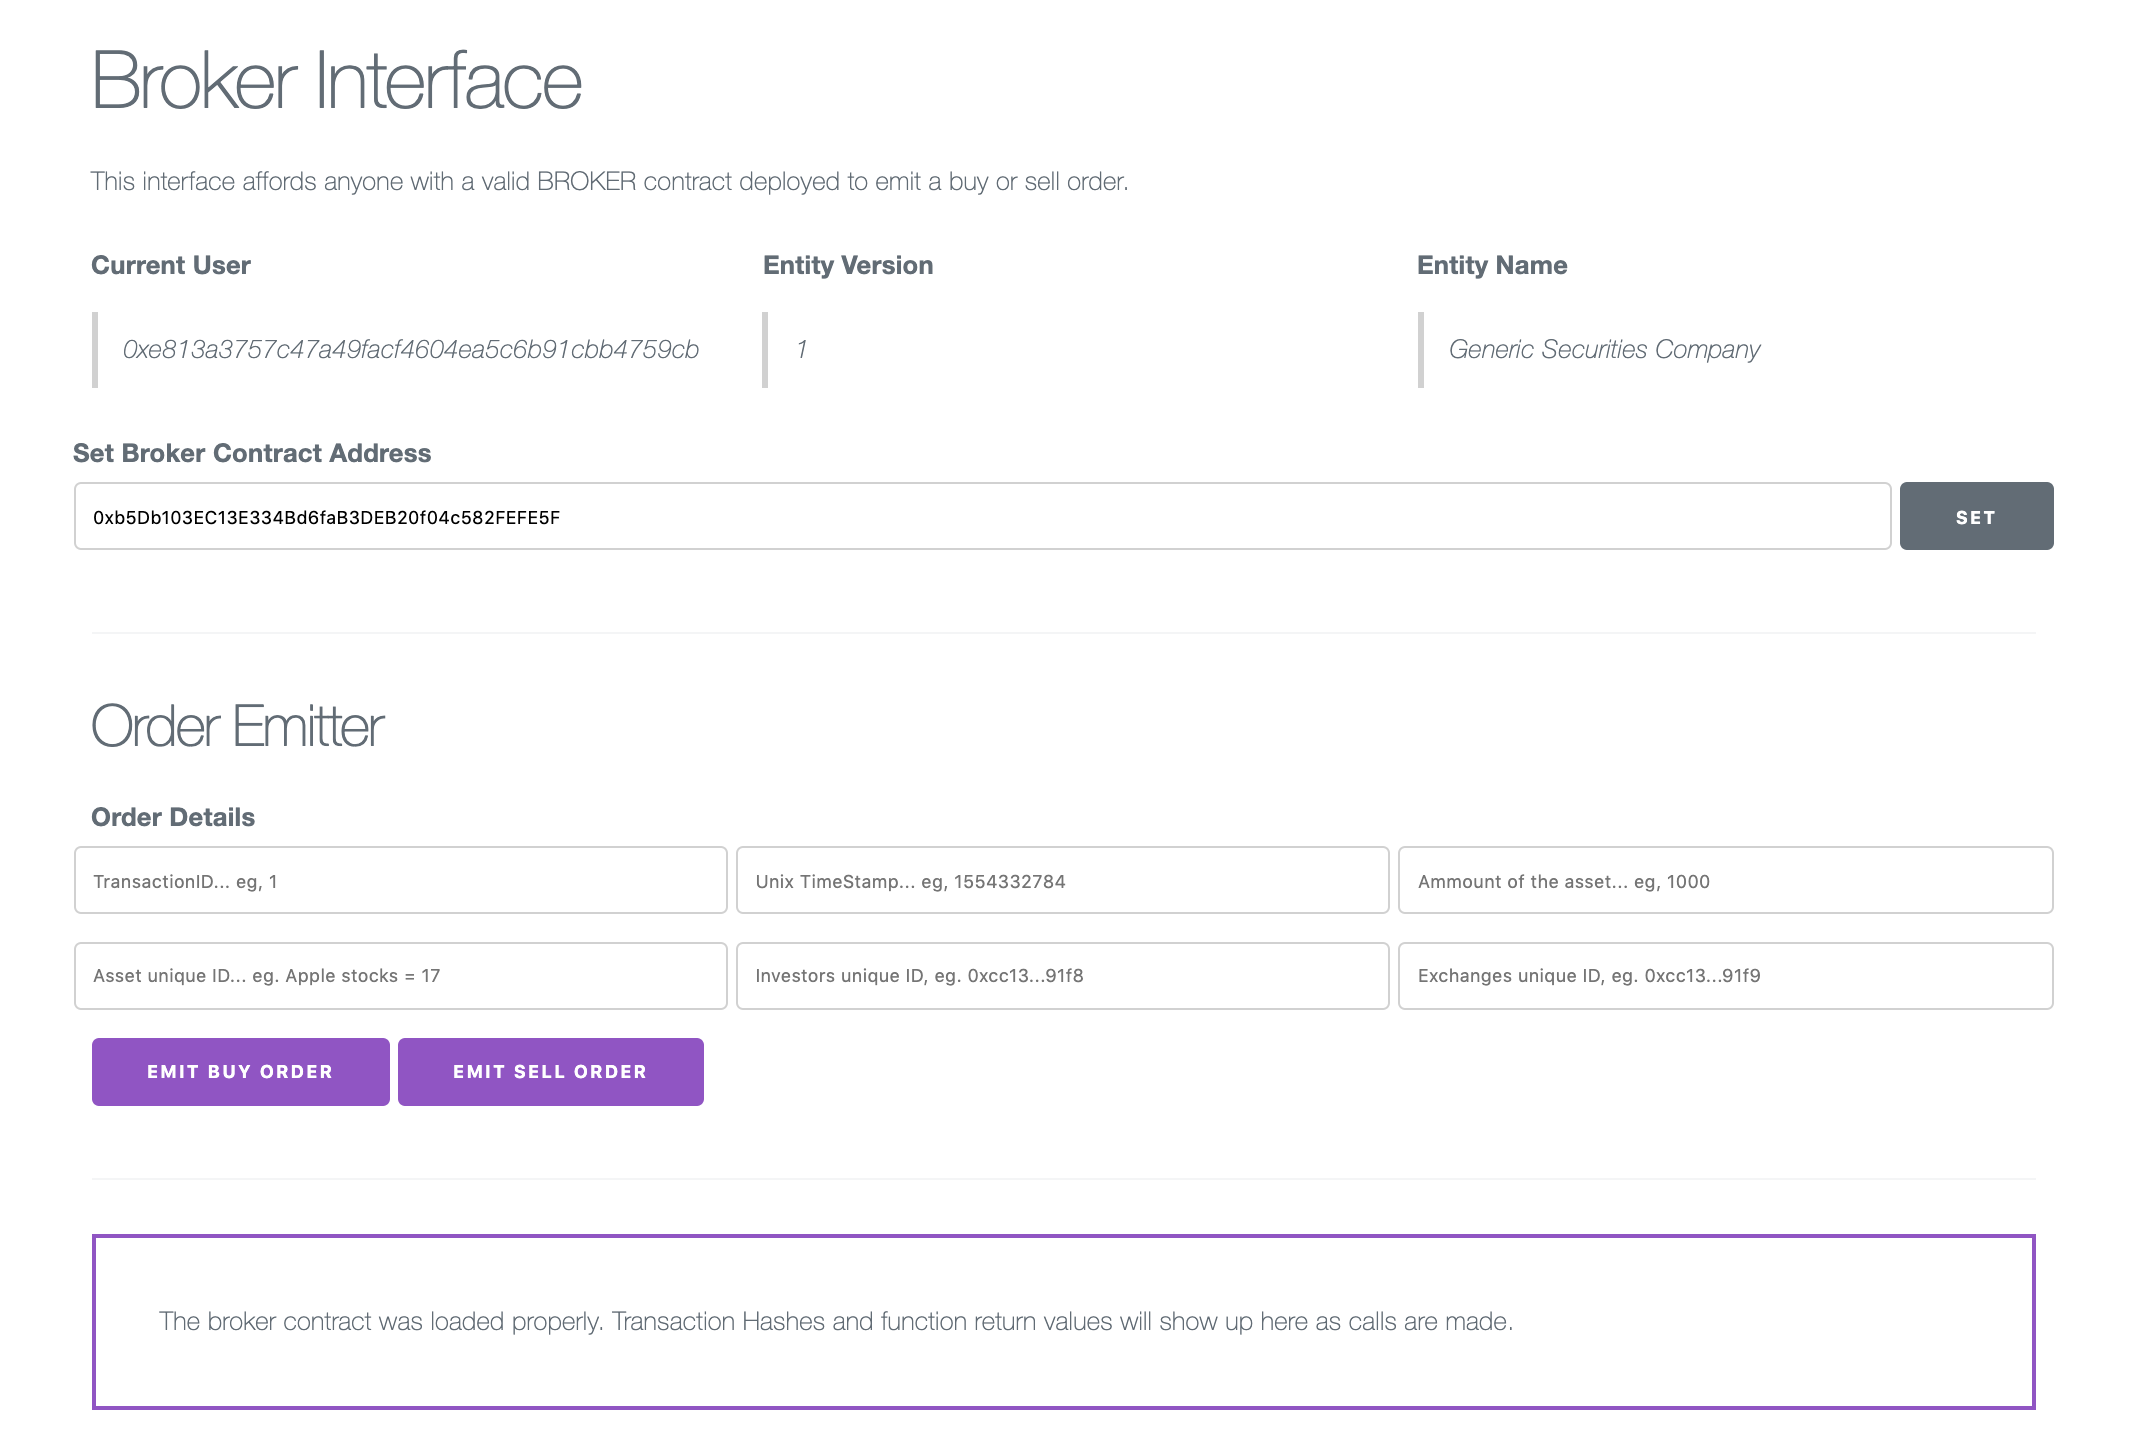 Broker Interface
This interface affords anyone with a valid BROKER contract deployed to emit a buy or sell order.
Current User
Entity Version
Entity Name
0xe813a3757c47a49facf4604ea5c6b91cbb4759cb
1
Generic Securities Company
Set Broker Contract Address
0xb5Db103EC13E334Bd6faB3DEB20f04c582FEFE5F
SET
Order Emitter
Order Details
TransactionID... eg, 1
Unix TimeStamp... eg, 1554332784
Ammount of the asset... eg, 1000
Asset unique ID... eg. Apple stocks = 17
Investors unique ID, eg. 0xcc13...91f8
Exchanges unique ID, eg. 0xcc13...91f9
EMIT BUY ORDER
EMIT SELL ORDER
The broker contract was loaded properly. Transaction Hashes and function return values will show up here as calls are made.